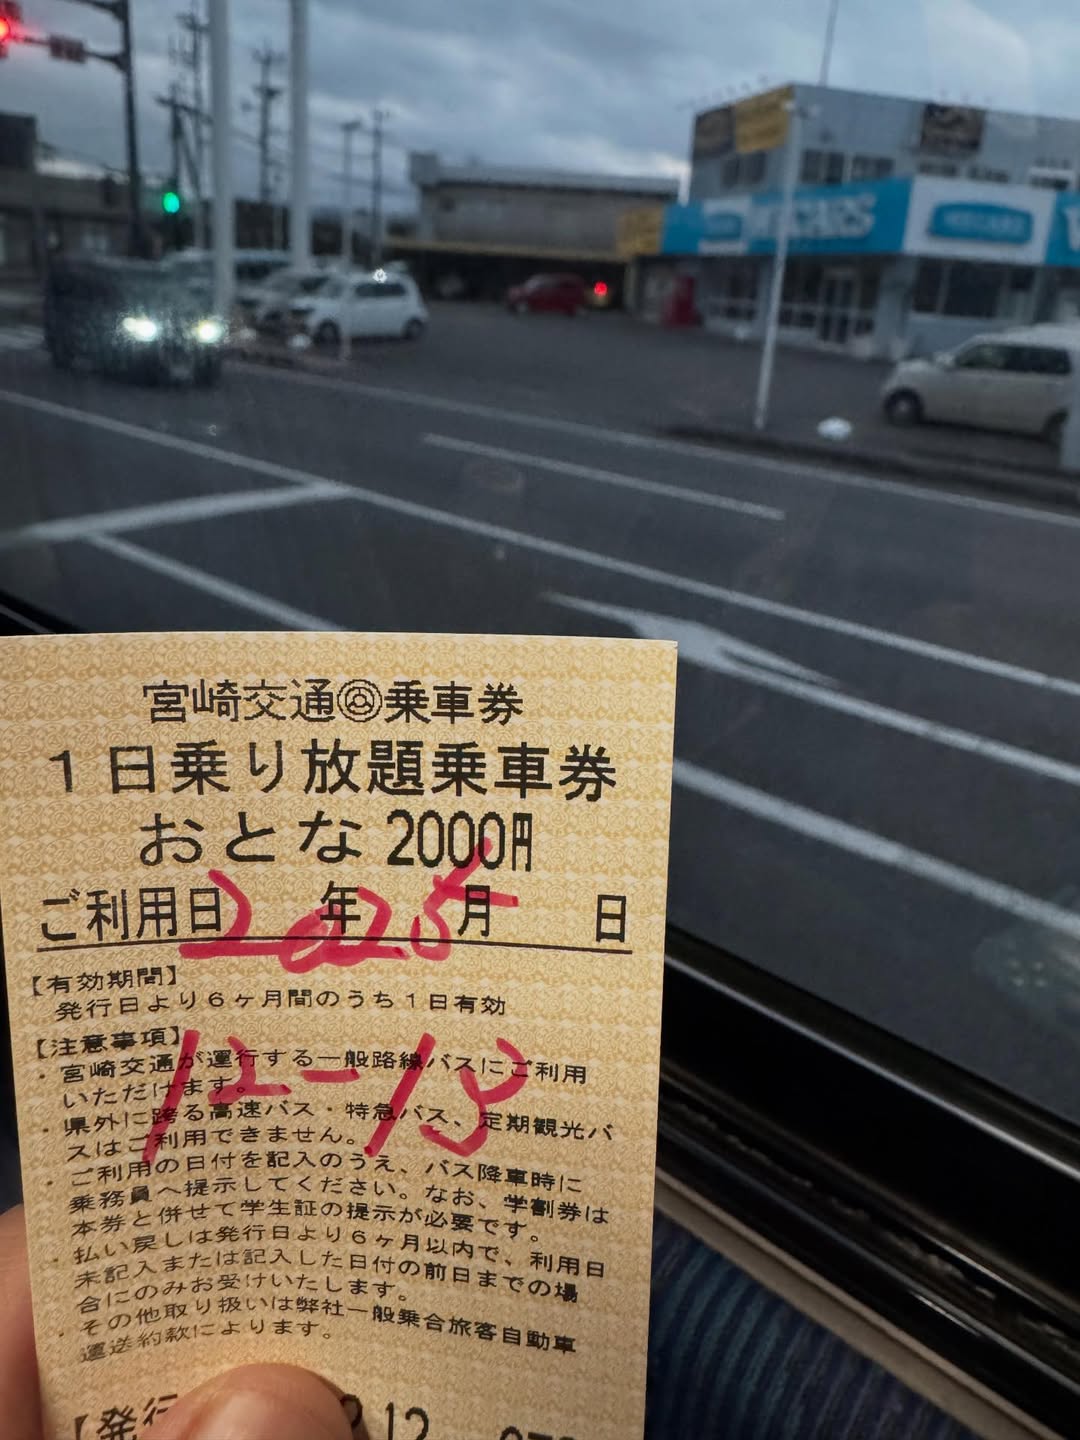 宮崎交通㊂乗車券
１日乗り放題乗車券
おとな 2000円
ご利用日 年 月 日
2025
【有効期間】
発行日より６ヶ月間のうち１日有効
【注意事項】
・宮崎交通が運行する一般路線バスにご利用
いただけます。
12-13
・県外に跨る高速バス・特急バス、定期観光バ
スはご利用できません。
・ご利用の日付を記入のうえ、バス降車時に
乗務員へ提示してください。なお、学割券は
本券と併せて学生証の提示が必要です。
・払い戻しは発行日より６ヶ月以内で、利用日
未記入または記入した日付の前日までの場
合にのみお受けいたします。
・その他取り扱いは弊社一般乗合旅客自動車
運送約款によります。
【発行
12